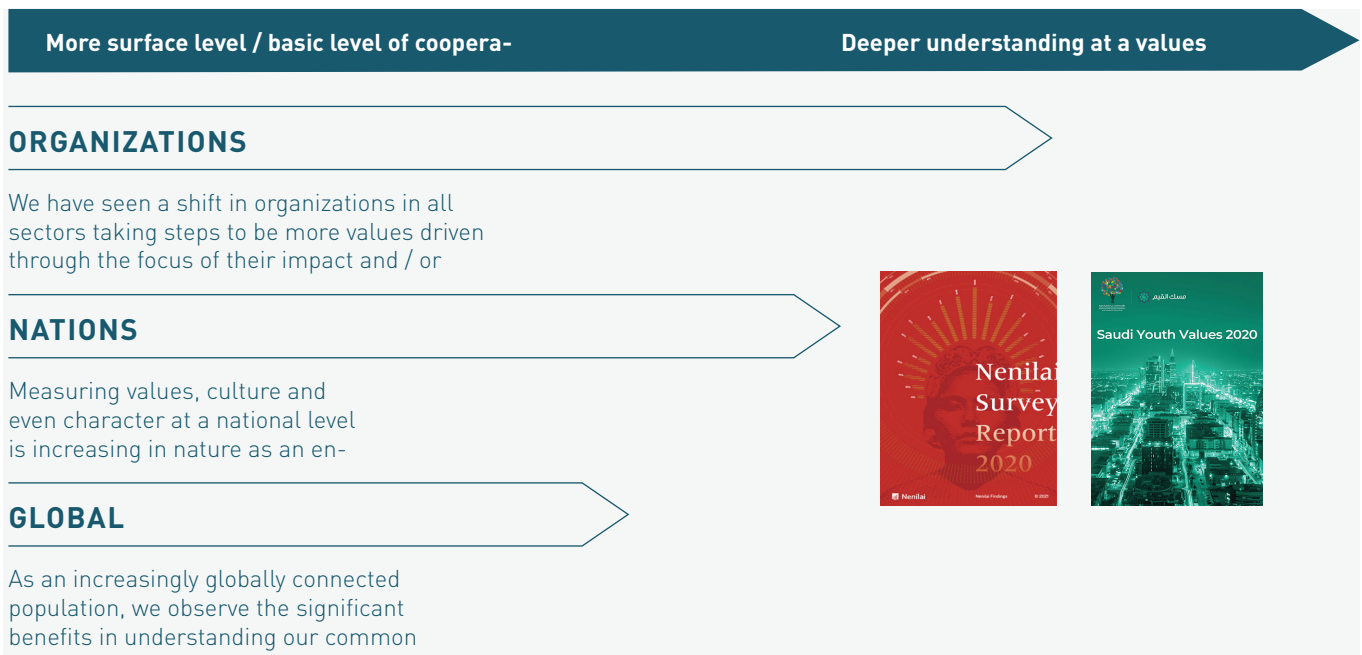 More surface level / basic level of coopera-
Deeper understanding at a values
ORGANIZATIONS
We have seen a shift in organizations in all
sectors taking steps to be more values driven
through the focus of their impact and / or
NATIONS
Measuring values, culture and
even character at a national level
is increasing in nature as an en-
Nenilai
Survey
Report
2020
Nenilai
Nenilai Findings
© 2021
مسك القيم
Saudi Youth Values 2020
GLOBAL
As an increasingly globally connected
population, we observe the significant
benefits in understanding our common